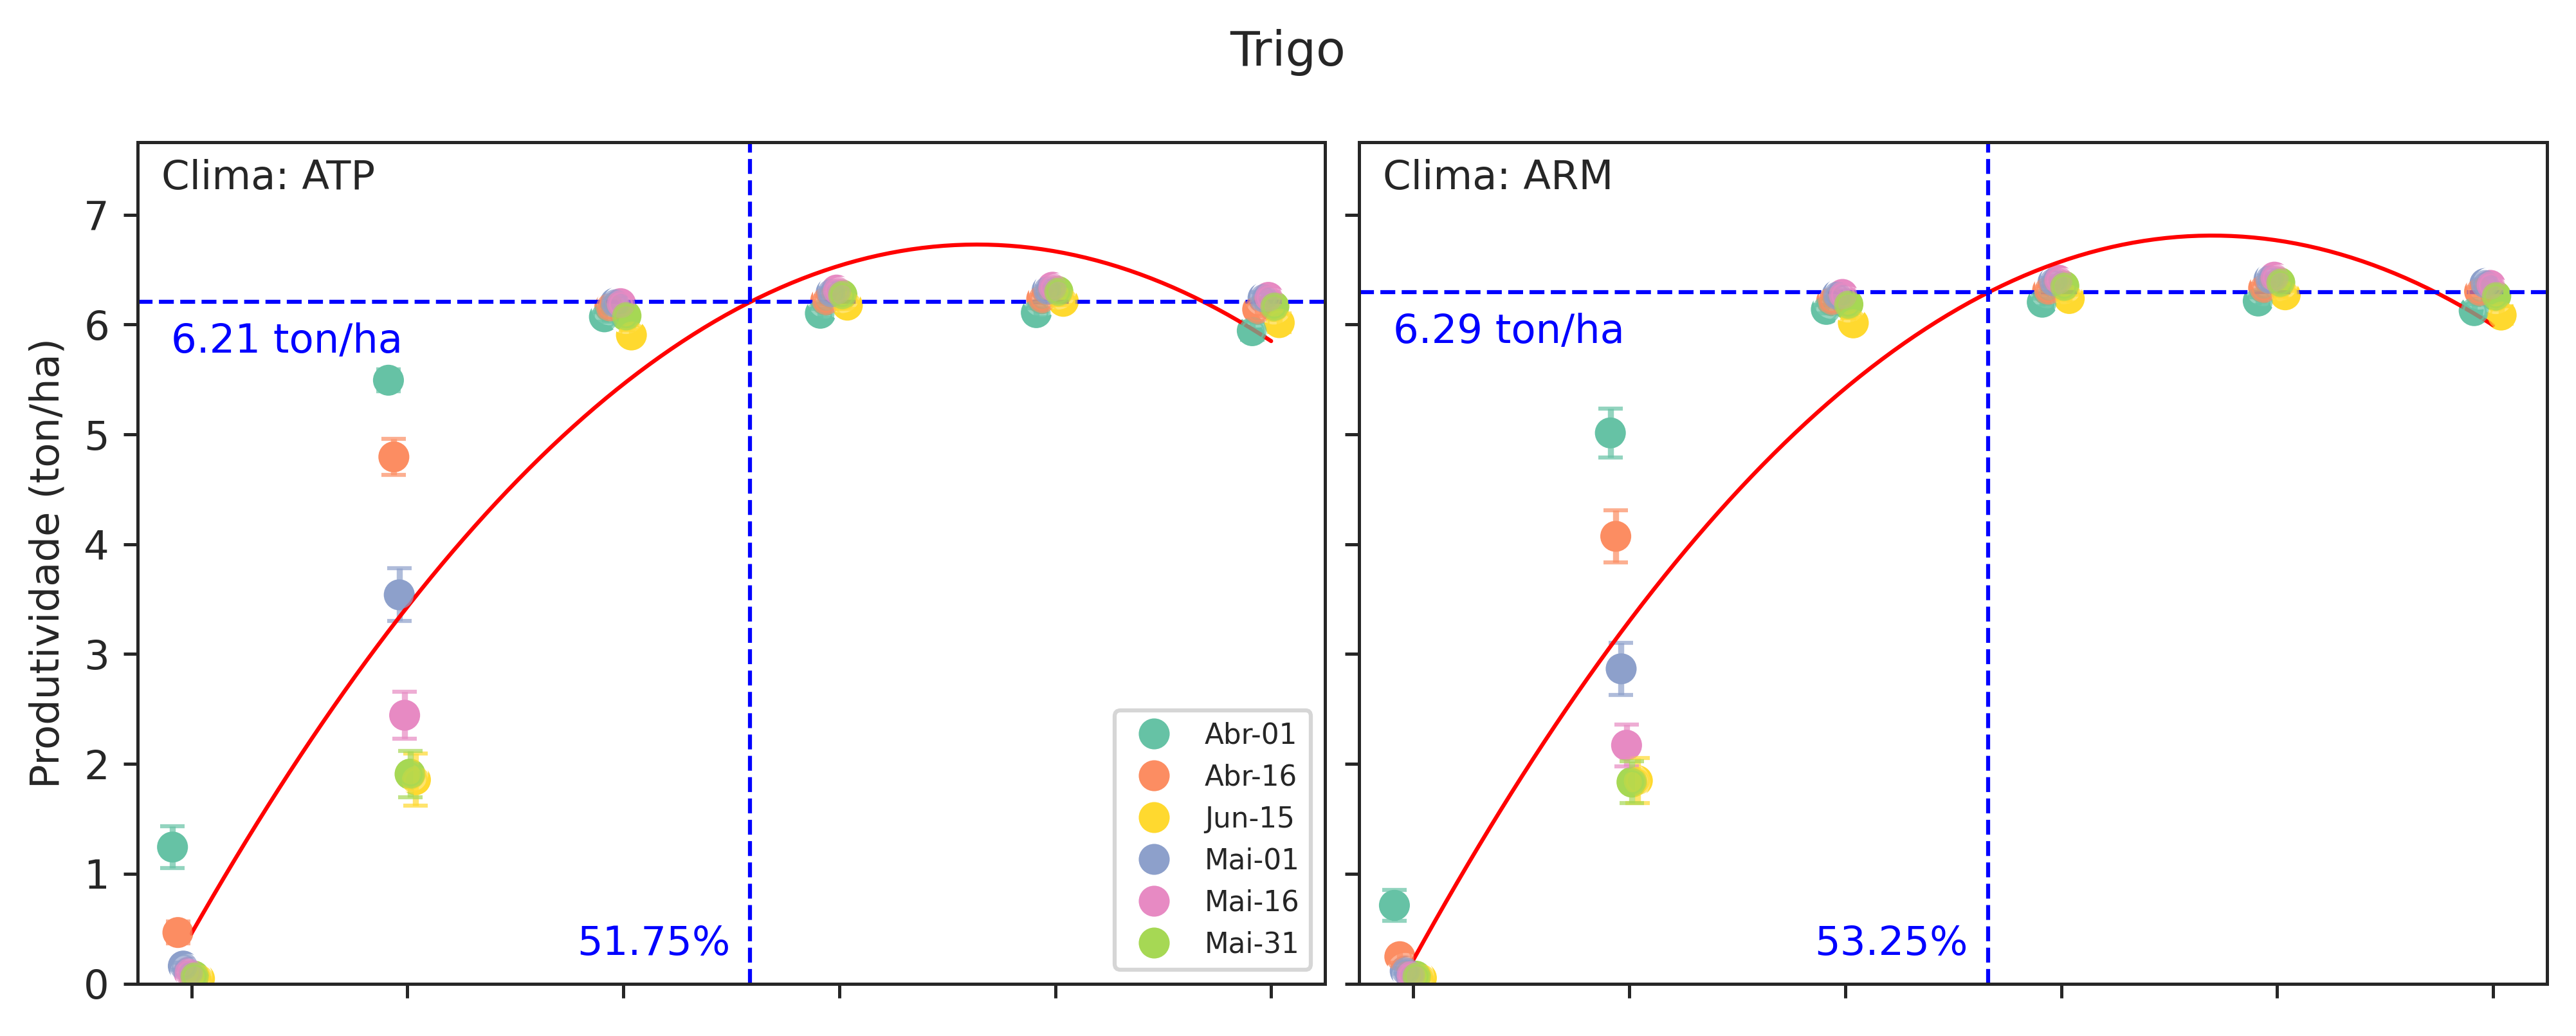 Trigo
Clima: ATP
Clima: ARM
Produtividade (ton/ha)
7
6
5
4
3
2
1
0
6.21 ton/ha
51.75%
Abr-01
Abr-16
Jun-15
Mai-01
Mai-16
Mai-31
6.29 ton/ha
53.25%